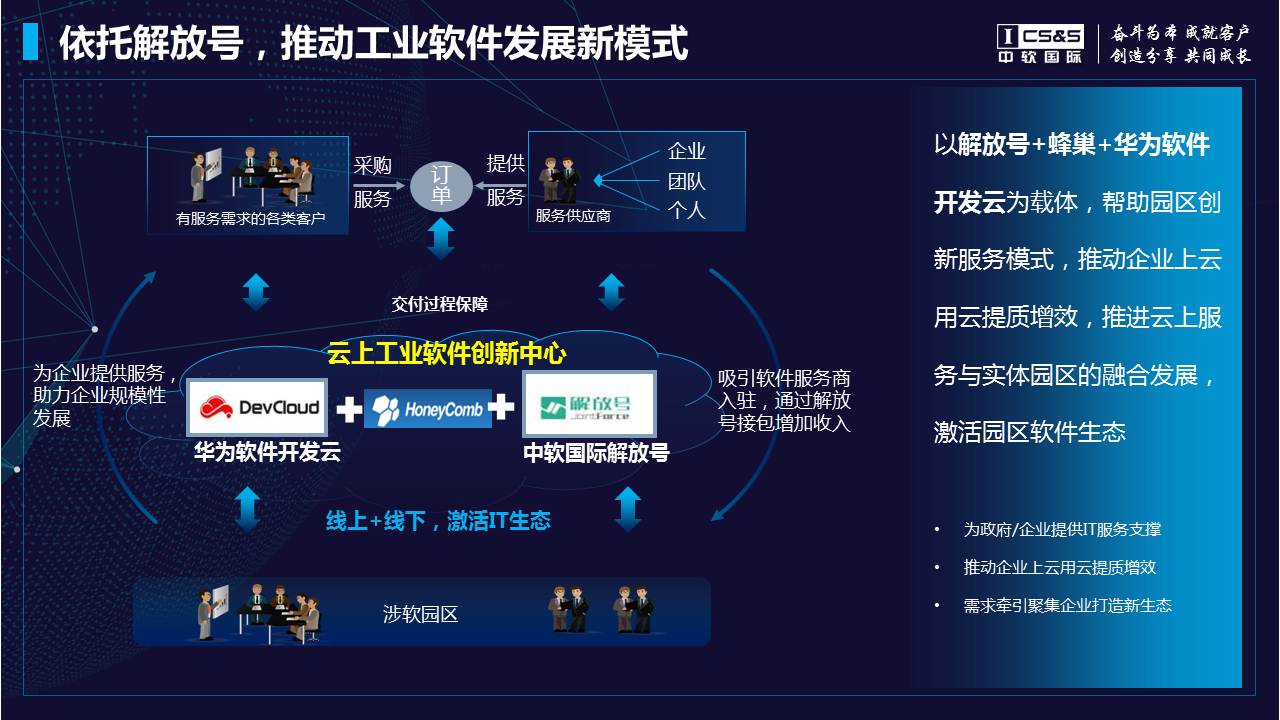 依托解放号，推动工业软件发展新模式
ICS&S
中软国际
奋斗为本 成就客户
创造分享 共同成长
有服务需求的各类客户
采购
服务
订
单
提供
服务
服务供应商
企业
团队
个人
交付过程保障
云上工业软件创新中心
为企业提供服务，
助力企业规模性
发展
DevCloud
HoneyComb
解放号
JointForce
华为软件开发云
中软国际解放号
吸引软件服务商
入驻，通过解放
号接包增加收入
线上+线下，激活IT生态
涉软园区
以解放号+蜂巢+华为软件
开发云为载体，帮助园区创
新服务模式，推动企业上云
用云提质增效，推进云上服
务与实体园区的融合发展，
激活园区软件生态
• 为政府/企业提供IT服务支撑
• 推动企业上云用云提质增效
• 需求牵引聚集企业打造新生态